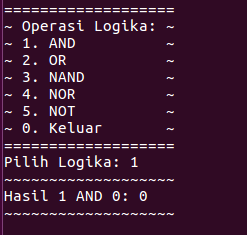 ===================
~ Operasi Logika: ~
~ 1. AND          ~
~ 2. OR           ~
~ 3. NAND         ~
~ 4. NOR          ~
~ 5. NOT          ~
~ 0. Keluar       ~
===================
Pilih Logika: 1
~~~~~~~~~~~~~~~~~~~
Hasil 1 AND 0: 0
~~~~~~~~~~~~~~~~~~~